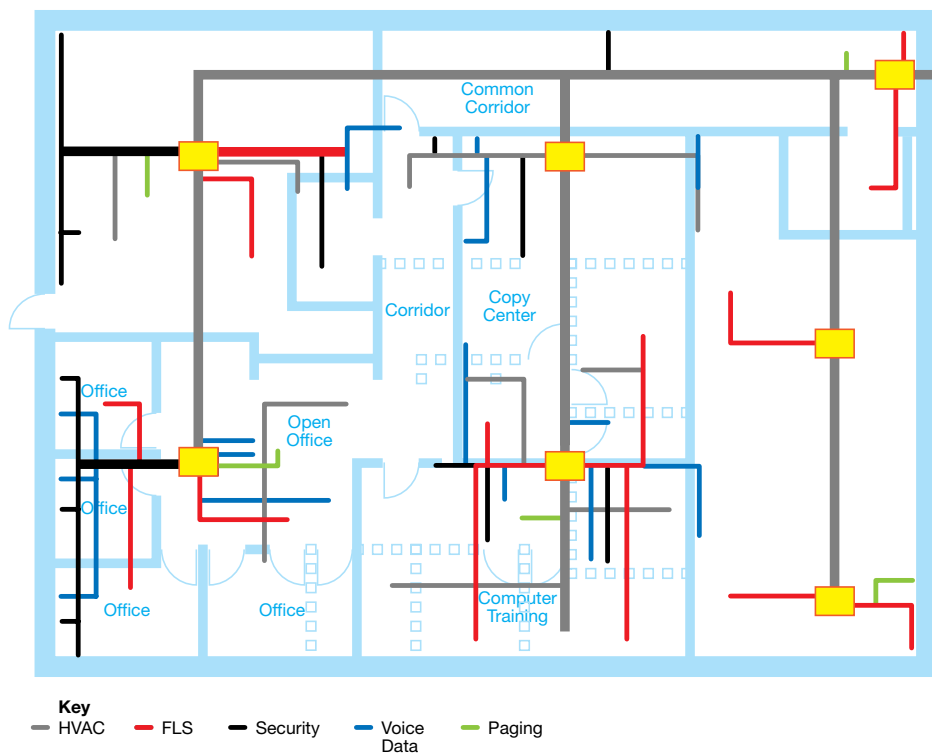 Common
Corridor
Corridor
Copy
Center
Office
Open
Office
Office
Office
Office
Computer
Training
Key
HVAC
FLS
Security
Voice
Data
Paging